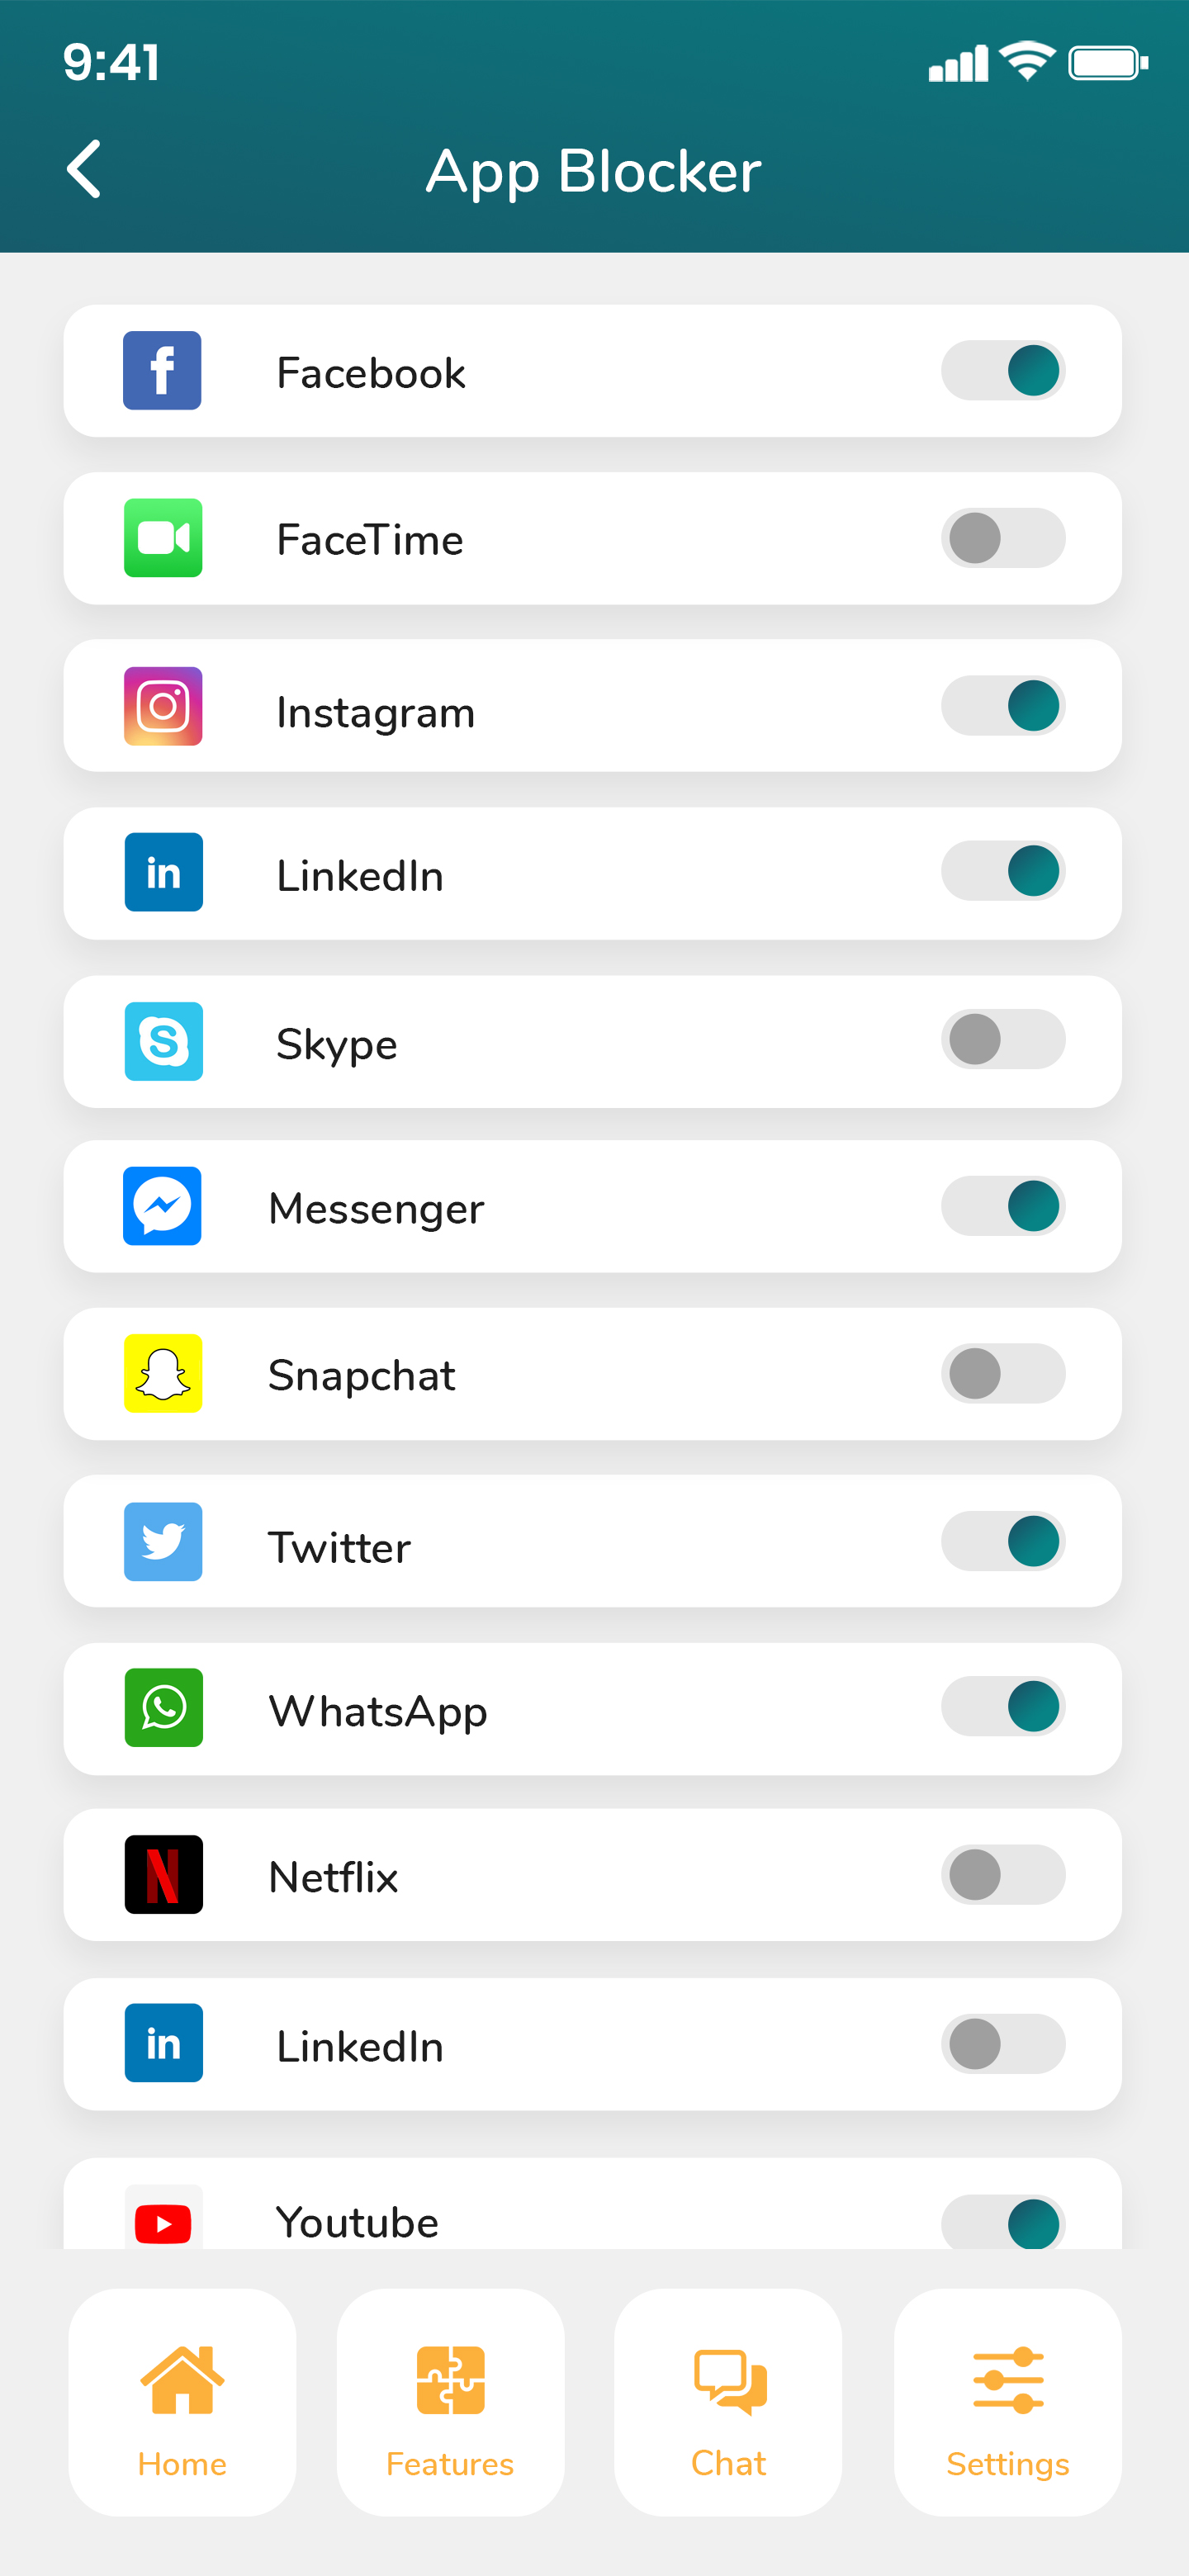 9:41
App Blocker
Facebook
FaceTime
Instagram
LinkedIn
Skype
Messenger
Snapchat
Twitter
WhatsApp
Netflix
LinkedIn
Youtube
Home Features Chat Settings